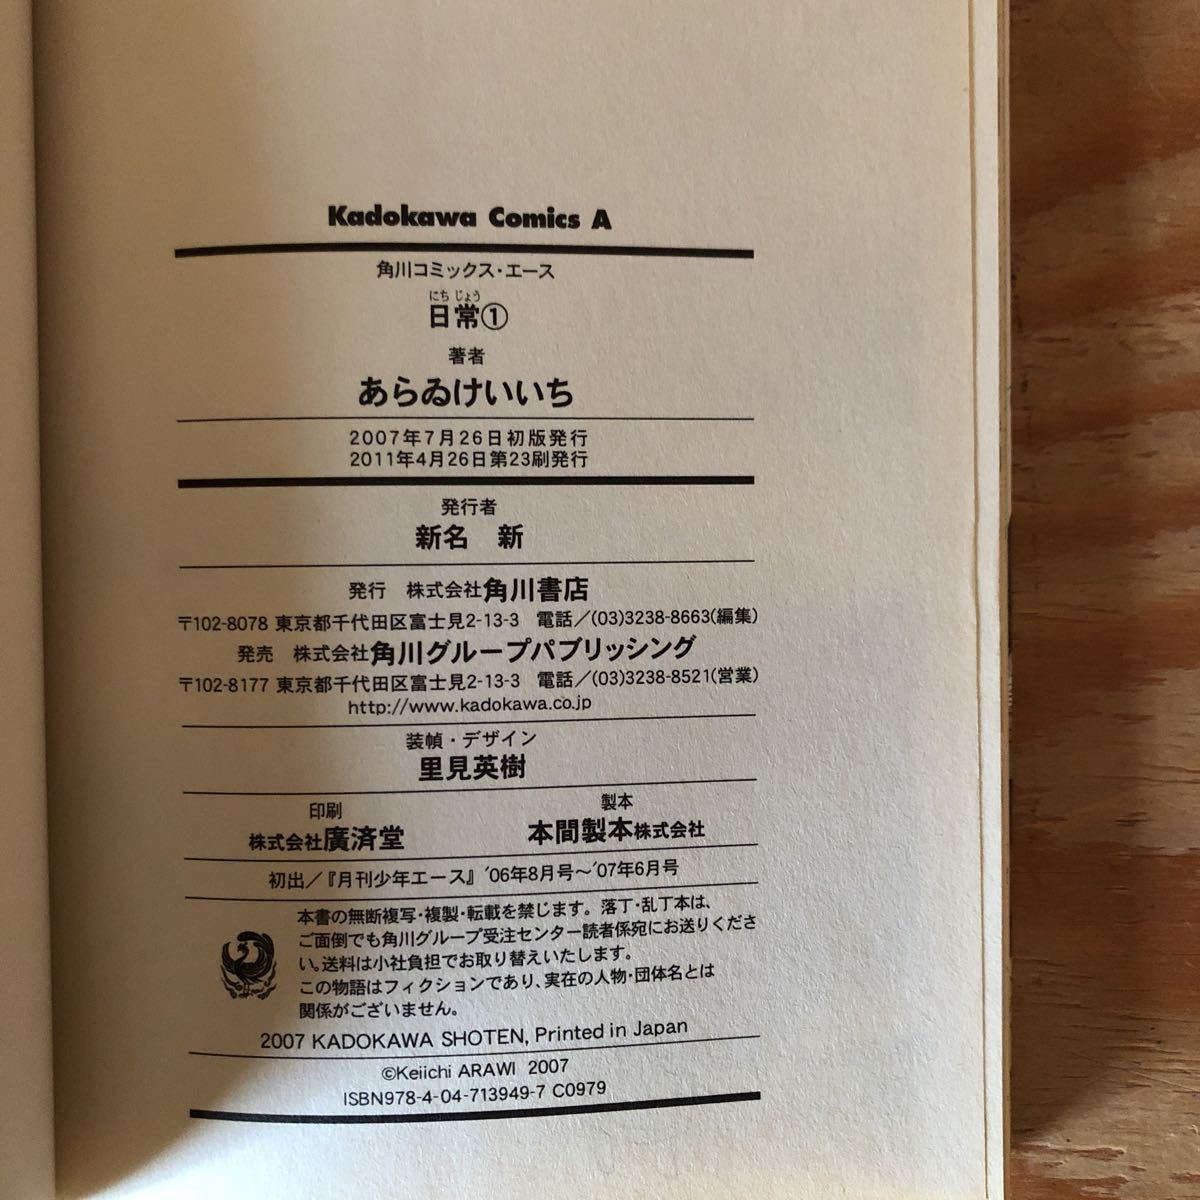 Kadokawa Comics A
角川コミックス・エース
にち じょう
日常①
著者
あらゐけいいち
2007年7月26日初版発行
2011年4月26日第23刷発行
発行者
新名　新
発行　株式会社角川書店
〒102-8078 東京都千代田区富士見2-13-3　電話／(03)3238-8663(編集)
発売　株式会社角川グループパブリッシング
〒102-8177 東京都千代田区富士見2-13-3　電話／(03)3238-8521(営業)
http://www.kadokawa.co.jp
装幀・デザイン
里見英樹
印刷　製本
株式会社廣済堂　本間製本株式会社
初出／『月刊少年エース』'06年8月号〜'07年6月号
本書の無断複写・複製・転載を禁じます。落丁・乱丁本は、
ご面倒でも角川グループ受注センター読者係宛にお送りくださ
い。送料は小社負担でお取り替えいたします。
この物語はフィクションであり、実在の人物・団体名とは
関係がございません。
2007 KADOKAWA SHOTEN, Printed in Japan
©Keiichi ARAWI 2007
ISBN978-4-04-713949-7 C0979